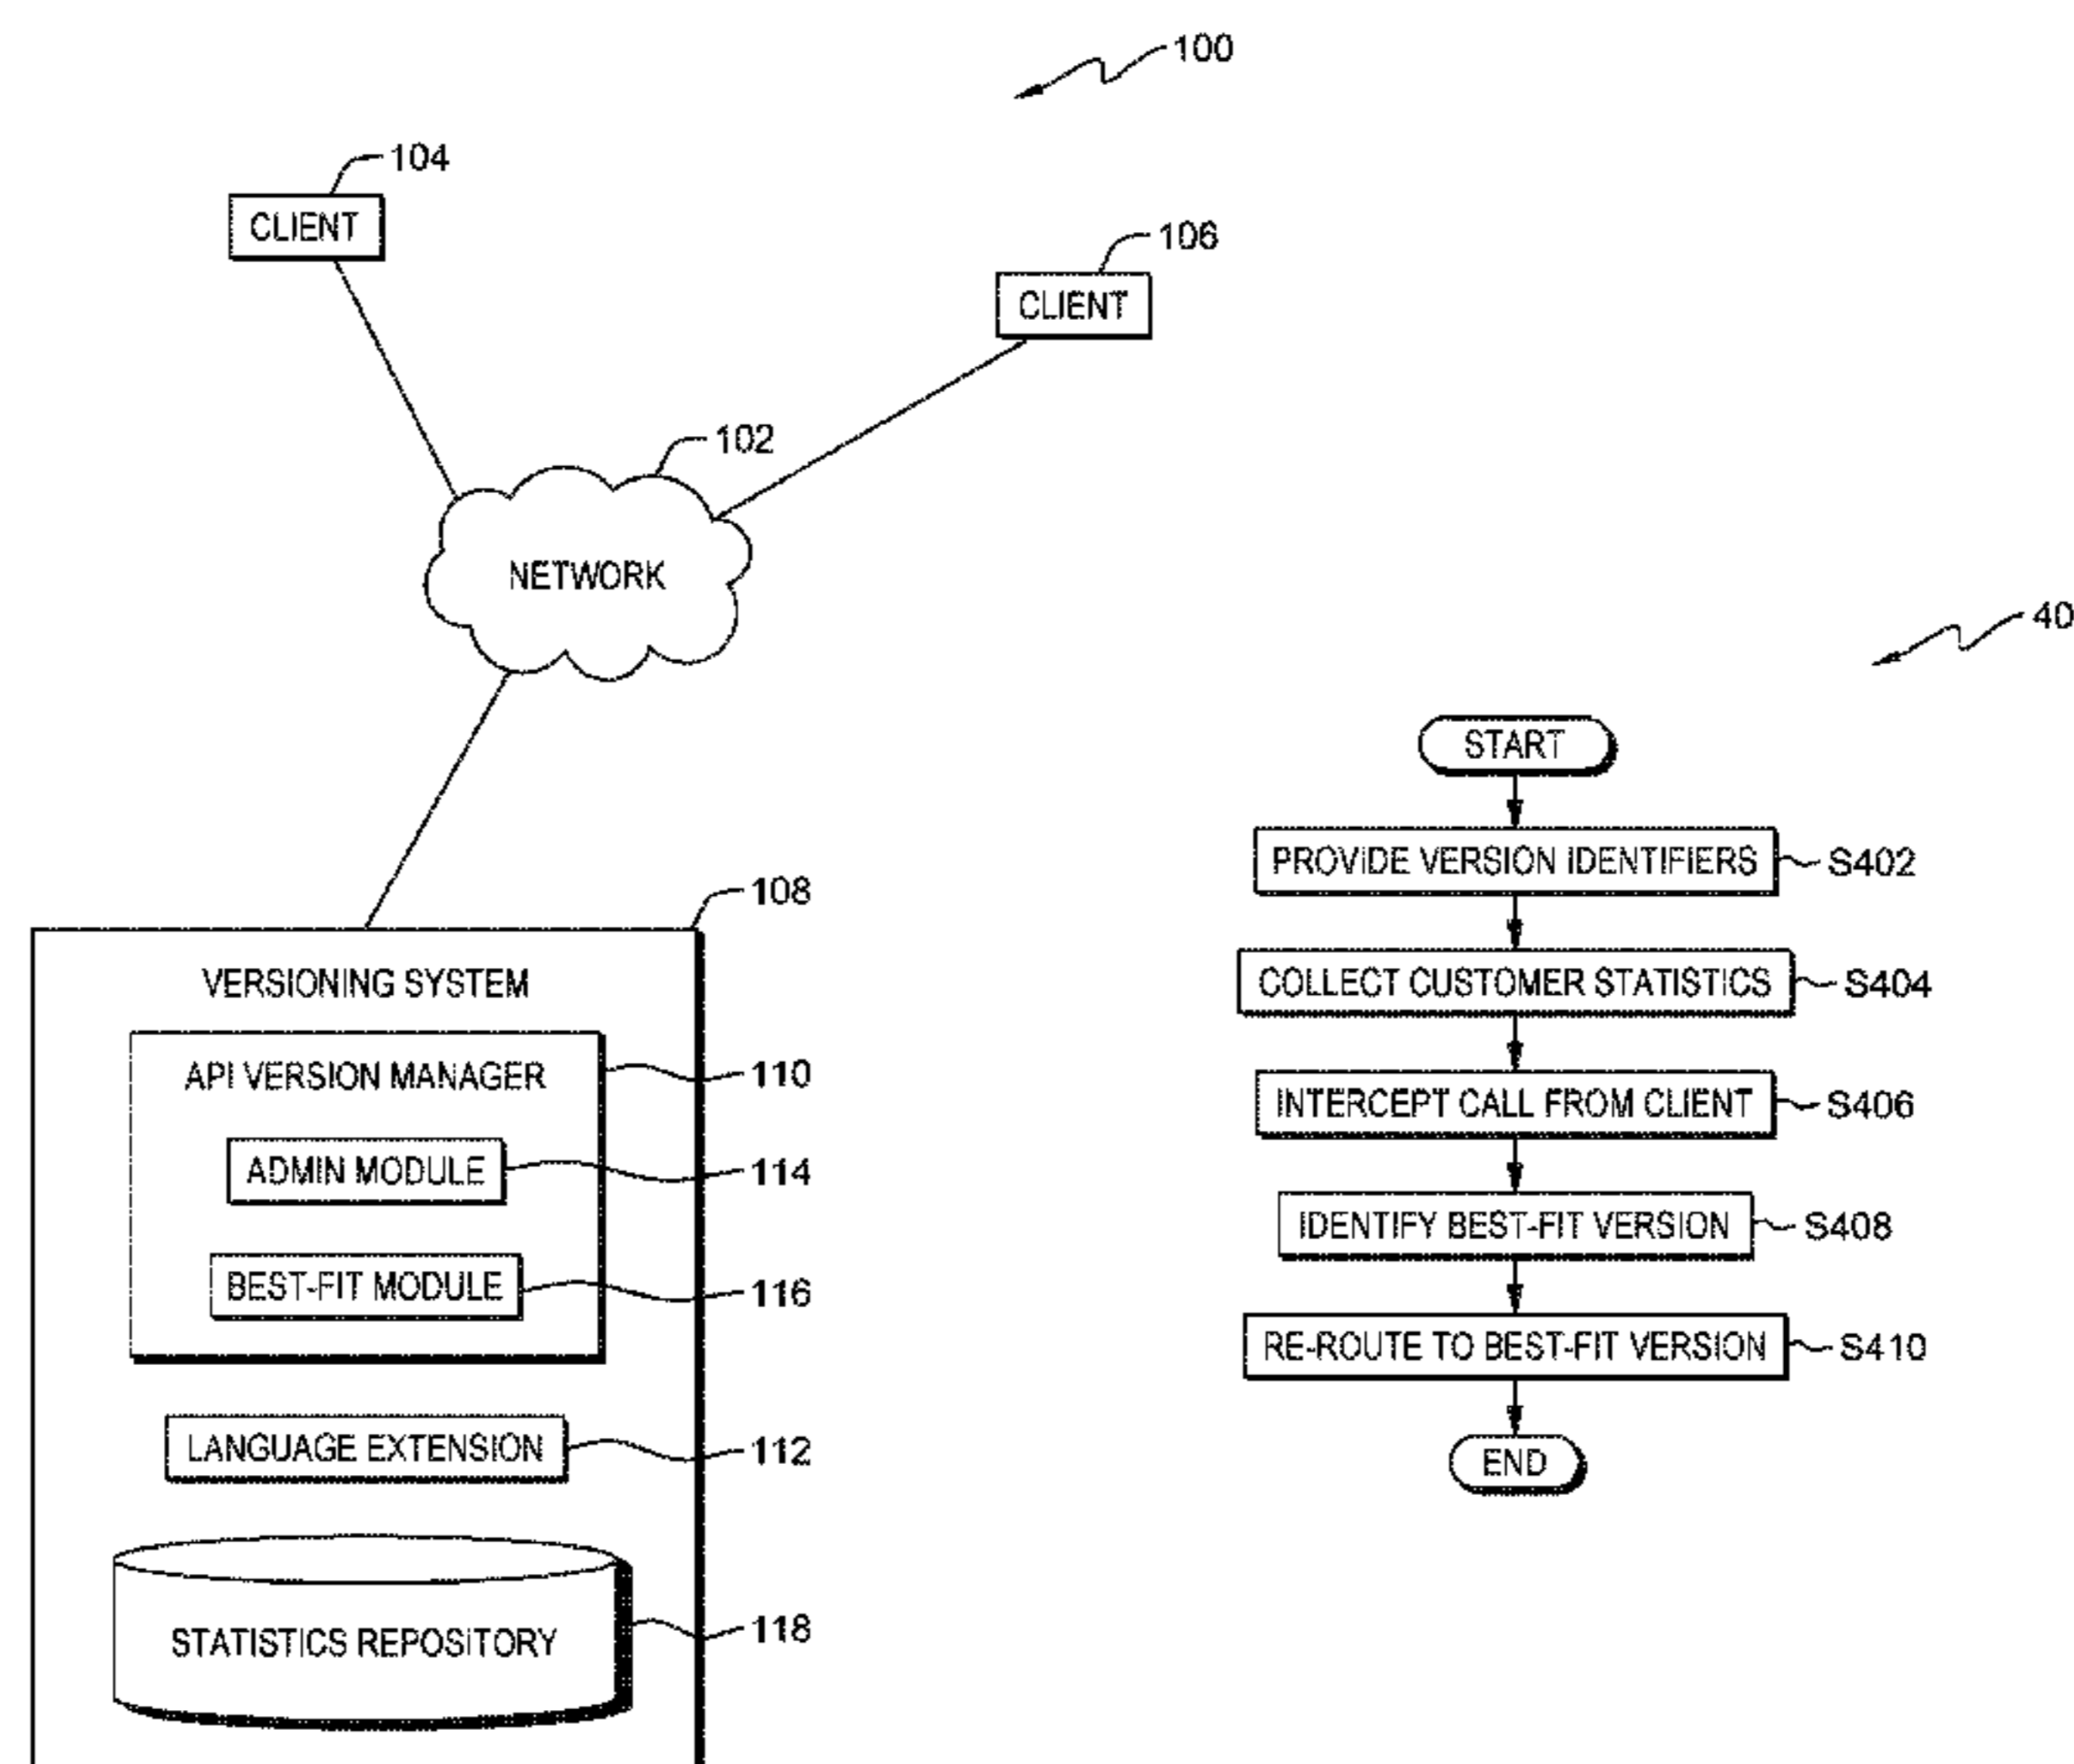 100
104
CLIENT
106
CLIENT
102
NETWORK
108
VERSIONING SYSTEM
API VERSION MANAGER
110
ADMIN MODULE
114
BEST-FIT MODULE
116
LANGUAGE EXTENSION
112
STATISTICS REPOSITORY
118
40
START
PROVIDE VERSION IDENTIFIERS
S402
COLLECT CUSTOMER STATISTICS
S404
INTERCEPT CALL FROM CLIENT
S406
IDENTIFY BEST-FIT VERSION
S408
RE-ROUTE TO BEST-FIT VERSION
S410
END